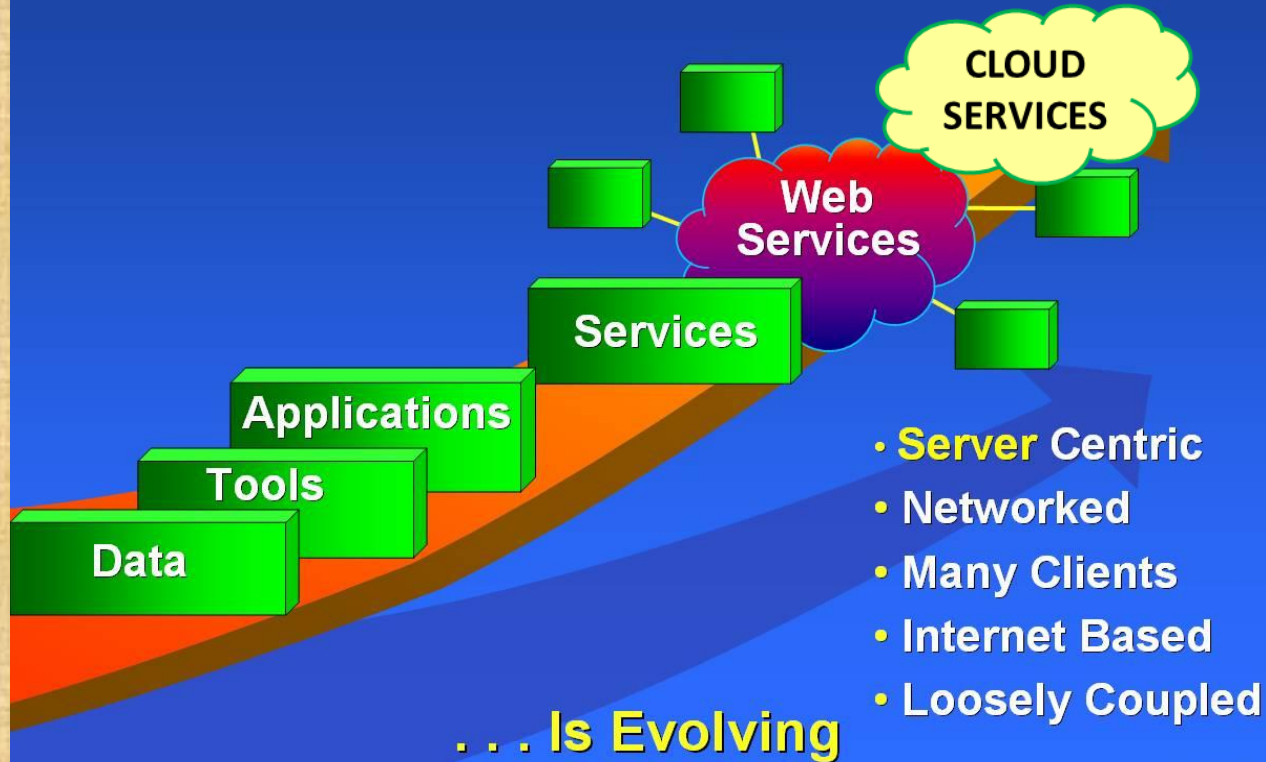 CLOUD
SERVICES
Web
Services
Services
Applications
Tools
Data
• Server Centric
• Networked
• Many Clients
• Internet Based
• Loosely Coupled
. . . Is Evolving